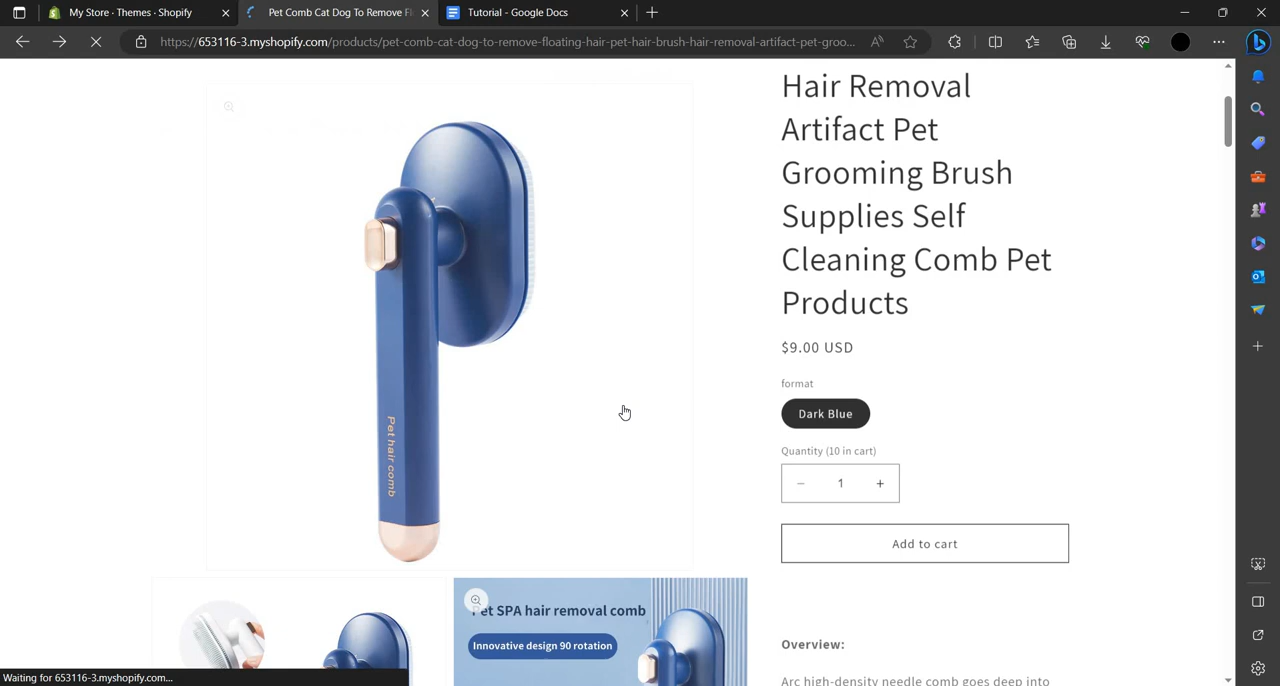 My Store · Themes · Shopify
Pet Comb Cat Dog To Remove Fl
Tutorial - Google Docs
https://653116-3.myshopify.com/products/pet-comb-cat-dog-to-remove-floating-hair-pet-hair-brush-hair-removal-artifact-pet-groo...
Hair Removal
Artifact Pet
Grooming Brush
Supplies Self
Cleaning Comb Pet
Products
$9.00 USD
format
Dark Blue
Quantity (10 in cart)
1
Add to cart
Pet hair comb
Pet SPA hair removal comb
Innovative design 90 rotation
Overview:
Arc high-density needle comb goes deep into
Waiting for 653116-3.myshopify.com...